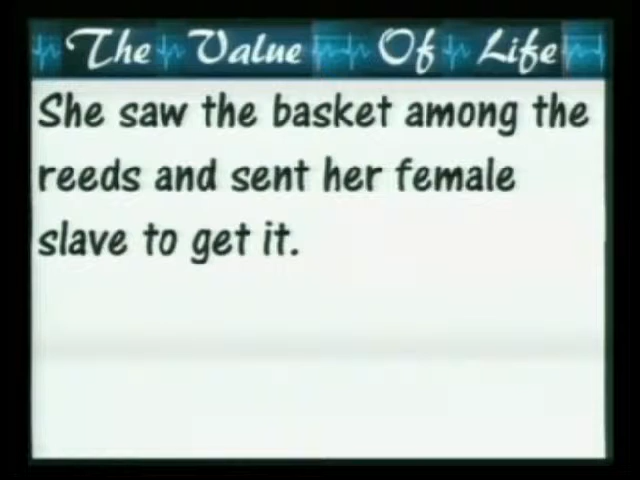 The Value Of Life
She saw the basket among the
reeds and sent her female
slave to get it.